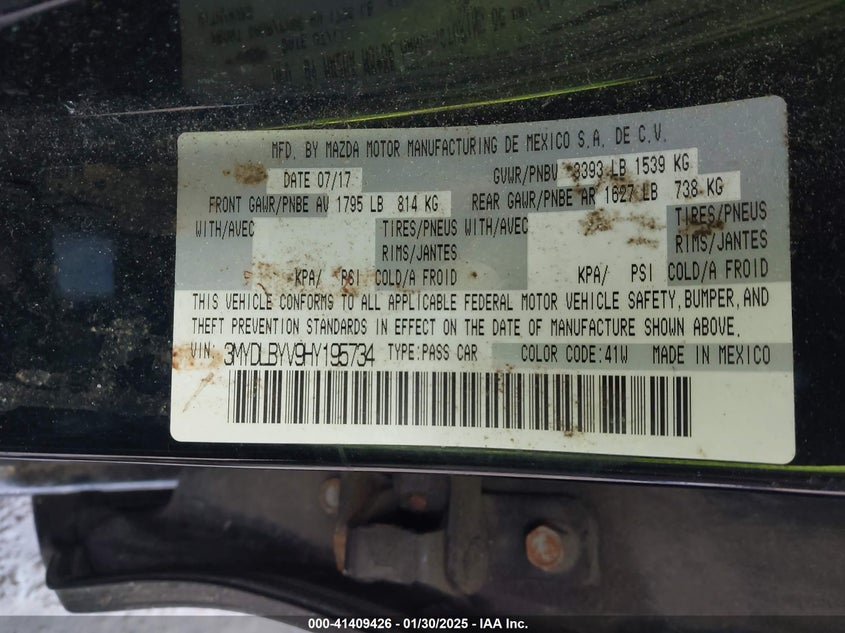 MFD. BY MAZDA MOTOR MANUFACTURING DE MEXICO S.A. DE C.V.
DATE 07/17 GVWR/PNBV 3393 LB 1539 KG
FRONT GAWR/PNBE AV 1795 LB 814 KG REAR GAWR/PNBE AR 1627 LB 738 KG
WITH/AVEC TIRES/PNEUS WITH/AVEC TIRES/PNEUS
RIMS/JANTES RIMS/JANTES
KPA/ PSI COLD/A FROID KPA/ PSI COLD/A FROID
THIS VEHICLE CONFORMS TO ALL APPLICABLE FEDERAL MOTOR VEHICLE SAFETY, BUMPER, AND
THEFT PREVENTION STANDARDS IN EFFECT ON THE DATE OF MANUFACTURE SHOWN ABOVE.
VIN: 3MYDLBYV9HY195734 TYPE:PASS CAR COLOR CODE:41W MADE IN MEXICO
000-41409426 - 01/30/2025 - IAA Inc.